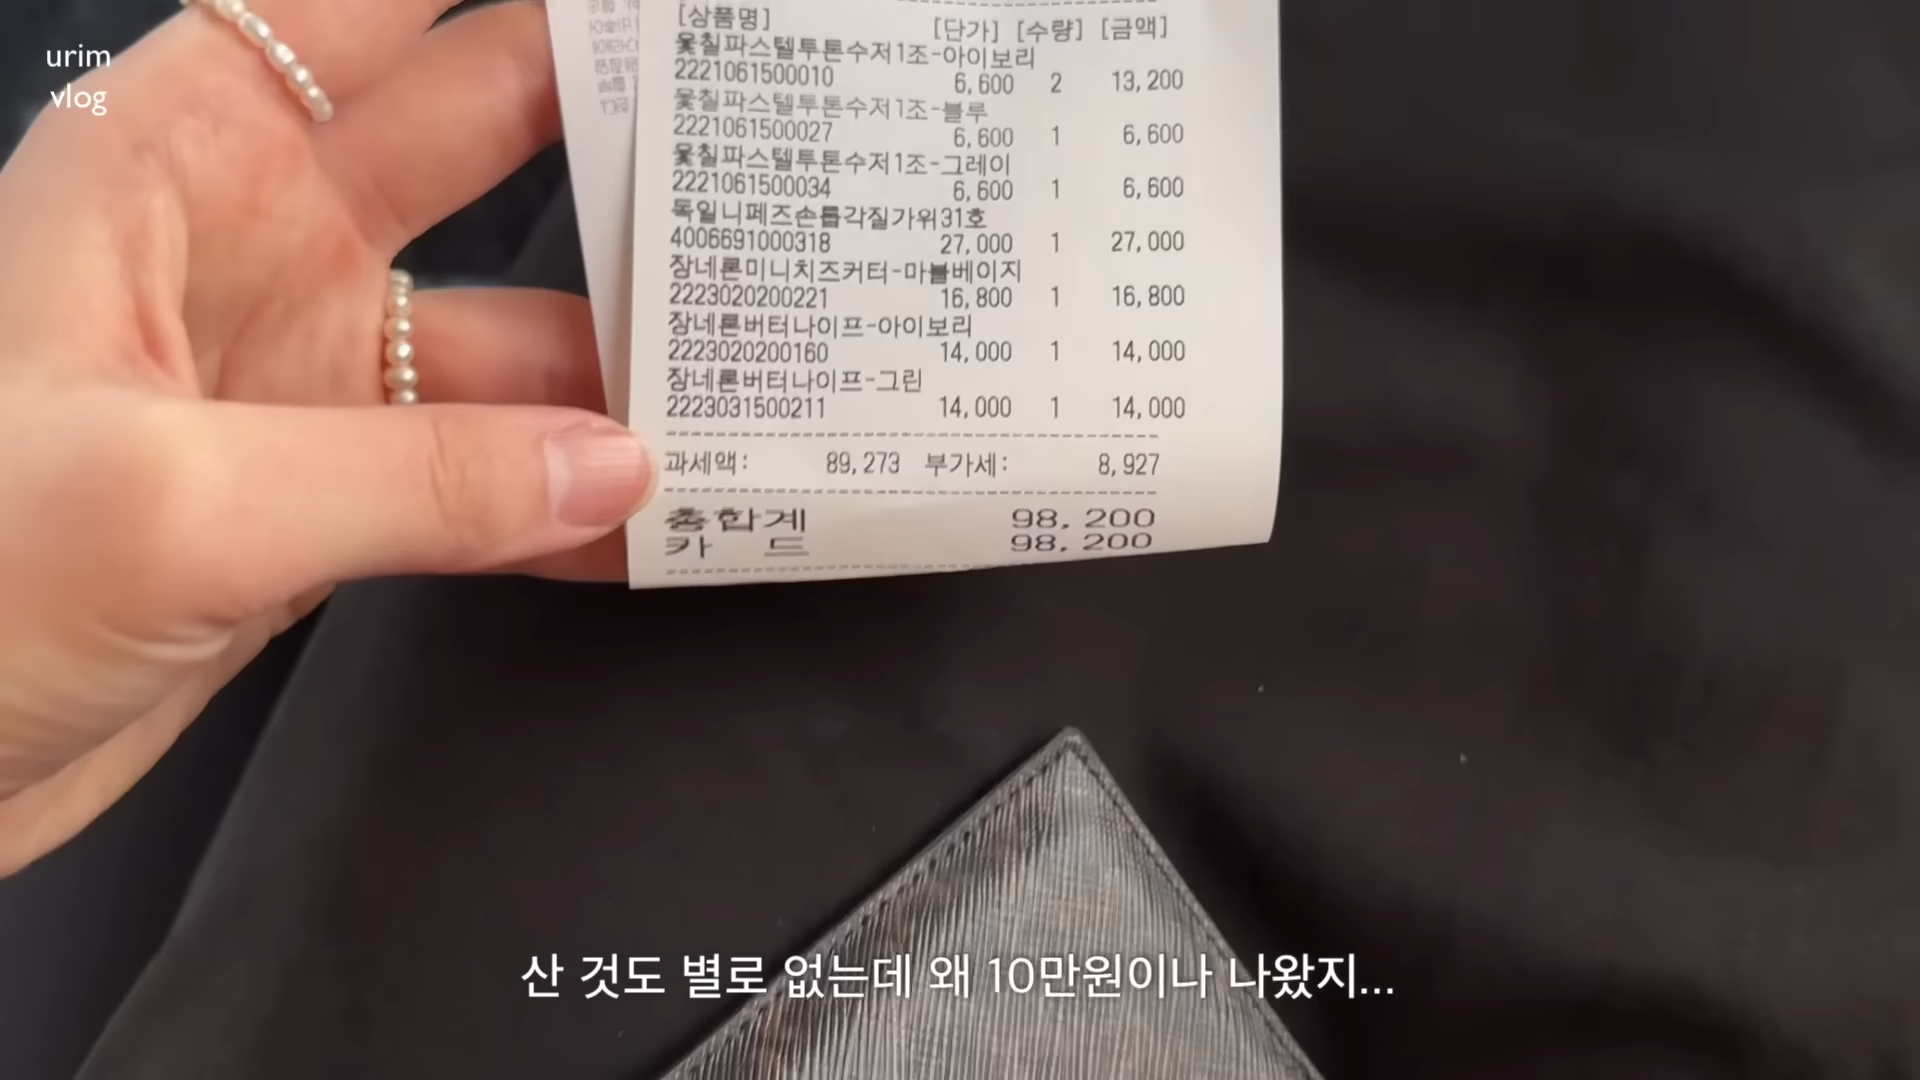 urim
vlog
[상품명] [단가] [수량] [금액]
옻칠파스텔투톤수저1조-아이보리
2221061500010 6,600 2 13,200
옻칠파스텔투톤수저1조-블루
2221061500027 6,600 1 6,600
옻칠파스텔투톤수저1조-그레이
2221061500034 6,600 1 6,600
독일니페즈손톱각질가위31호
4006691000318 27,000 1 27,000
장네론미니치즈커터-마블베이지
2223020200221 16,800 1 16,800
장네론버터나이프-아이보리
2223020200160 14,000 1 14,000
장네론버터나이프-그린
2223031500211 14,000 1 14,000
과세액: 89,273 부가세: 8,927
총합계 98,200
카 드 98,200
산 것도 별로 없는데 왜 10만원이나 나왔지...